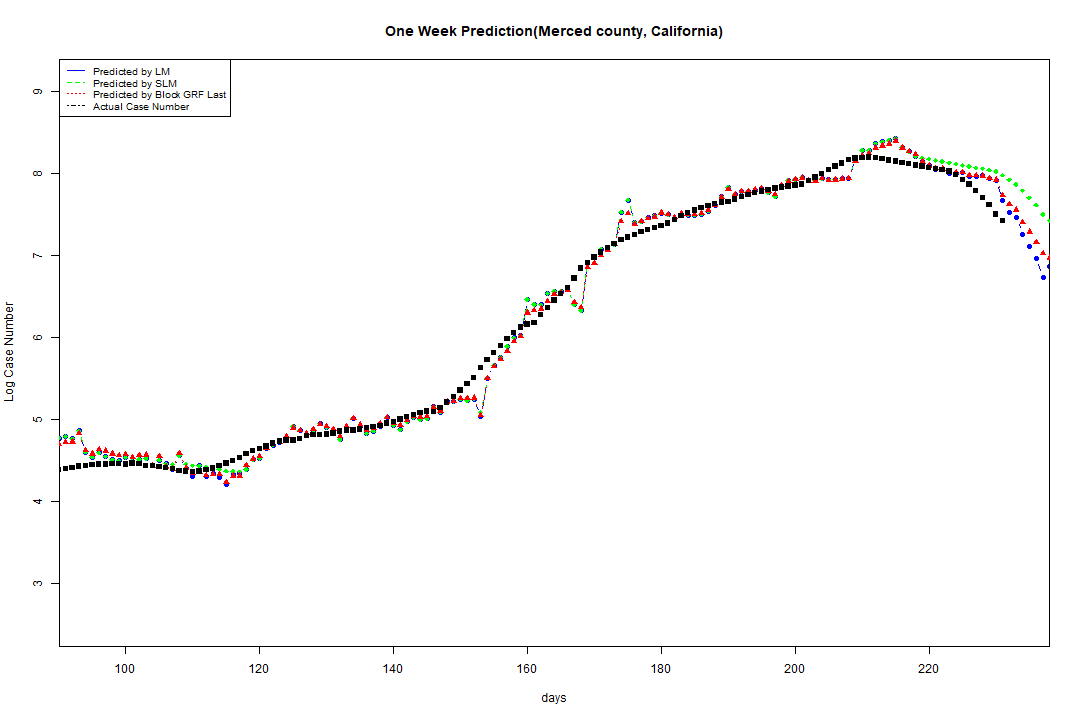 One Week Prediction(Merced county, California)
Predicted by LM
Predicted by SLM
Predicted by Block GRF Last
Actual Case Number
9
8
7
6
5
4
3
Log Case Number
100 120 140 160 180 200 220
days